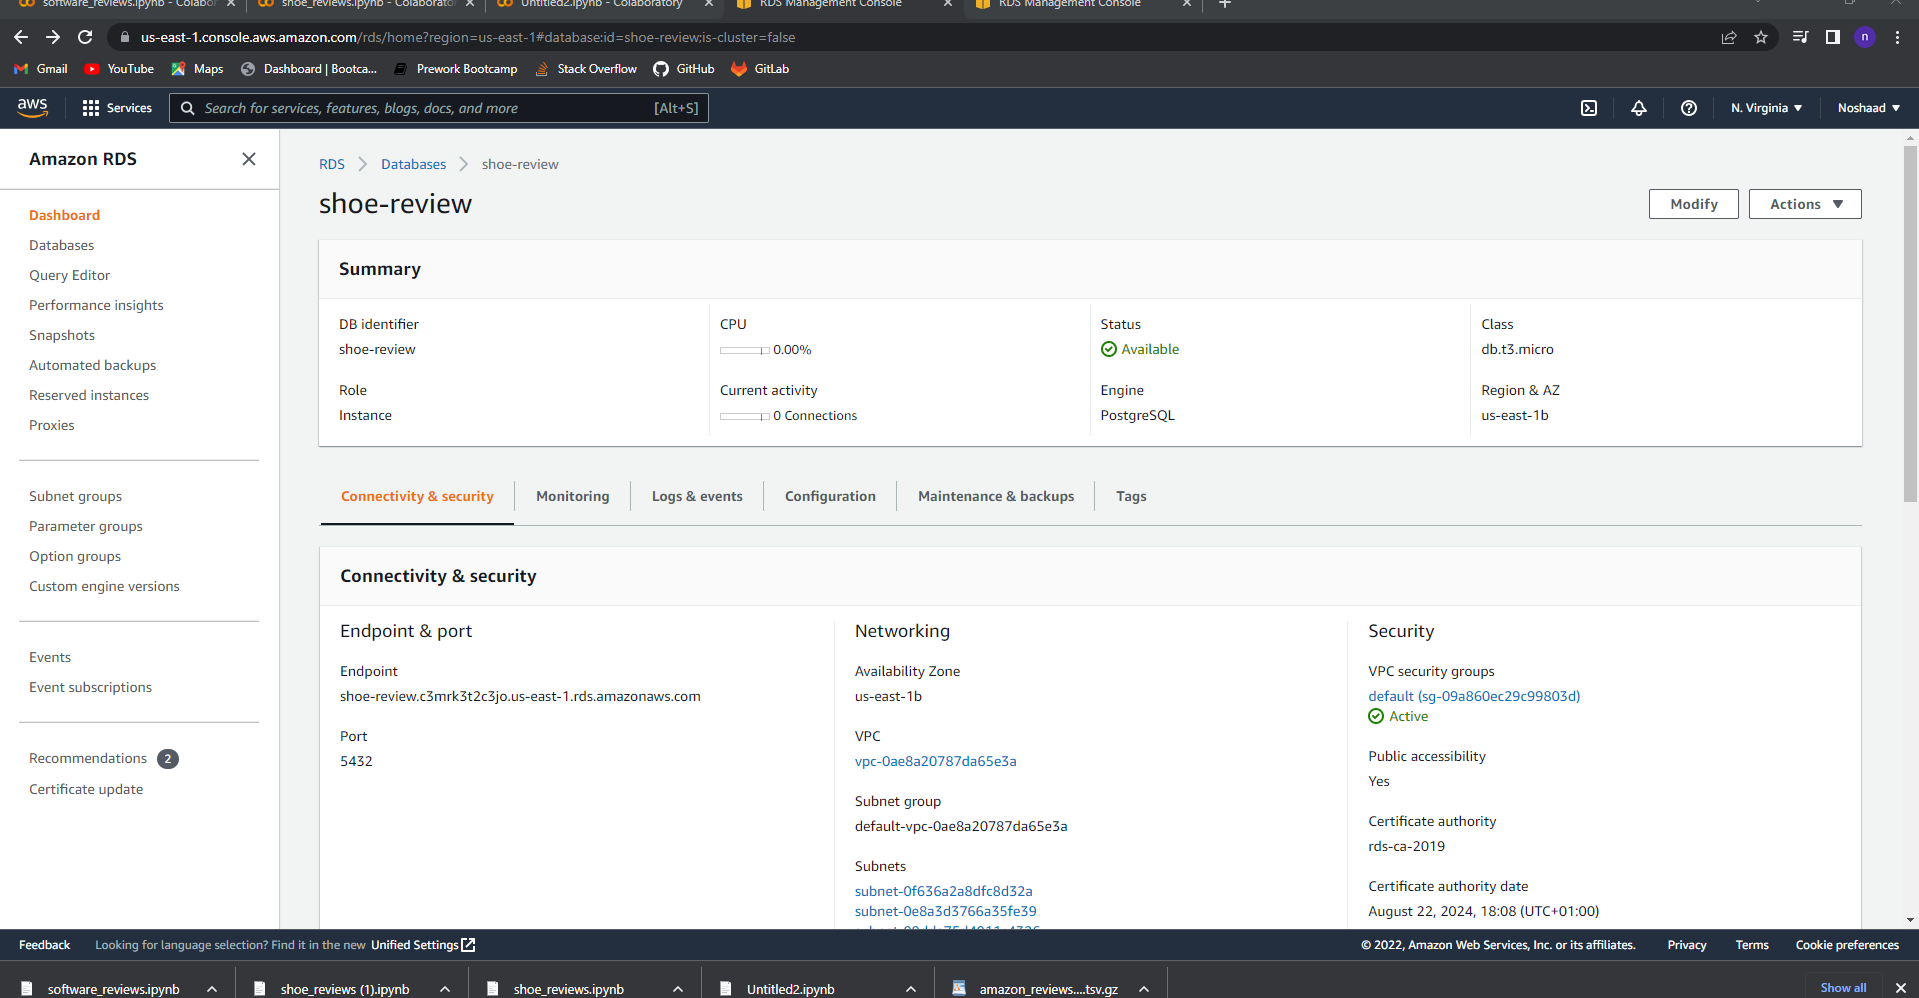 software_reviews.ipynb - Colabor
shoe_reviews.ipynb - Colaborator
Untitled2.ipynb - Colaboratory
RDS Management Console
RDS Management Console
us-east-1.console.aws.amazon.com/rds/home?region=us-east-1#database:id=shoe-review;is-cluster=false
n
Gmail
YouTube
Maps
Dashboard | Bootca...
Prework Bootcamp
Stack Overflow
GitHub
GitLab
aws
Services
Search for services, features, blogs, docs, and more
[Alt+S]
N. Virginia
Noshaad
Amazon RDS
Dashboard
Databases
Query Editor
Performance insights
Snapshots
Automated backups
Reserved instances
Proxies
Subnet groups
Parameter groups
Option groups
Custom engine versions
Events
Event subscriptions
Recommendations 2
Certificate update
RDS
Databases
shoe-review
shoe-review
Modify
Actions
Summary
DB identifier
shoe-review
Role
Instance
CPU
0.00%
Current activity
0 Connections
Status
Available
Engine
PostgreSQL
Class
db.t3.micro
Region & AZ
us-east-1b
Connectivity & security
Monitoring
Logs & events
Configuration
Maintenance & backups
Tags
Connectivity & security
Endpoint & port
Endpoint
shoe-review.c3mrk3t2c3jo.us-east-1.rds.amazonaws.com
Port
5432
Networking
Availability Zone
us-east-1b
VPC
vpc-0ae8a20787da65e3a
Subnet group
default-vpc-0ae8a20787da65e3a
Subnets
subnet-0f636a2a8dfc8d32a
subnet-0e8a3d3766a35fe39
Security
VPC security groups
default (sg-09a860ec29c99803d)
Active
Public accessibility
Yes
Certificate authority
rds-ca-2019
Certificate authority date
August 22, 2024, 18:08 (UTC+01:00)
Feedback
Looking for language selection? Find it in the new Unified Settings
© 2022, Amazon Web Services, Inc. or its affiliates.
Privacy
Terms
Cookie preferences
software_reviews.ipynb
shoe_reviews (1).ipynb
shoe_reviews.ipynb
Untitled2.ipynb
amazon_reviews....tsv.gz
Show all